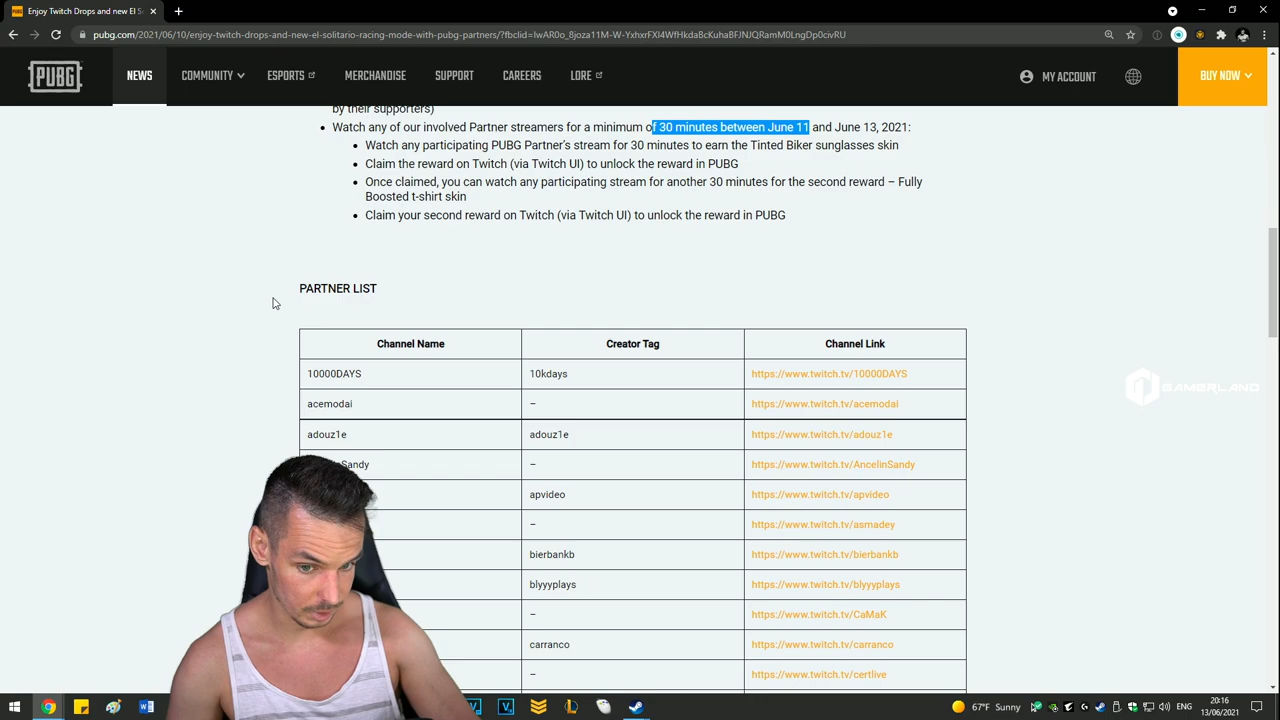 Enjoy Twitch Drops and new El So
pubg.com/2021/06/10/enjoy-twitch-drops-and-new-el-solitario-racing-mode-with-pubg-partners/?fbclid=
PUBG
NEWS
COMMUNITY
ESPORTS
MERCHANDISE
SUPPORT
CAREERS
LORE
MY ACCOUNT
BUY NOW
by their supporters)
Watch any of our involved Partner streamers for a minimum of 30 minutes between June 11 and June 13, 2021:
Watch any participating PUBG Partner's stream for 30 minutes to earn the Tinted Biker sunglasses skin
Claim the reward on Twitch (via Twitch UI) to unlock the reward in PUBG
Once claimed, you can watch any participating stream for another 30 minutes for the second reward – Fully
Boosted t-shirt skin
Claim your second reward on Twitch (via Twitch UI) to unlock the reward in PUBG
PARTNER LIST
Channel Name Creator Tag Channel Link
10000DAYS 10kdays https://www.twitch.tv/10000DAYS
acemodai – https://www.twitch.tv/acemodai
adouz1e adouz1e https://www.twitch.tv/adouz1e
Sandy – https://www.twitch.tv/AncelinSandy
apvideo https://www.twitch.tv/apvideo
– https://www.twitch.tv/asmadey
bierbankb https://www.twitch.tv/bierbankb
blyyyplays https://www.twitch.tv/blyyyplays
– https://www.twitch.tv/CaMaK
carranco https://www.twitch.tv/carranco
– https://www.twitch.tv/certlive
GAMERLAND
67°F Sunny
ENG
20:16
13/06/2021